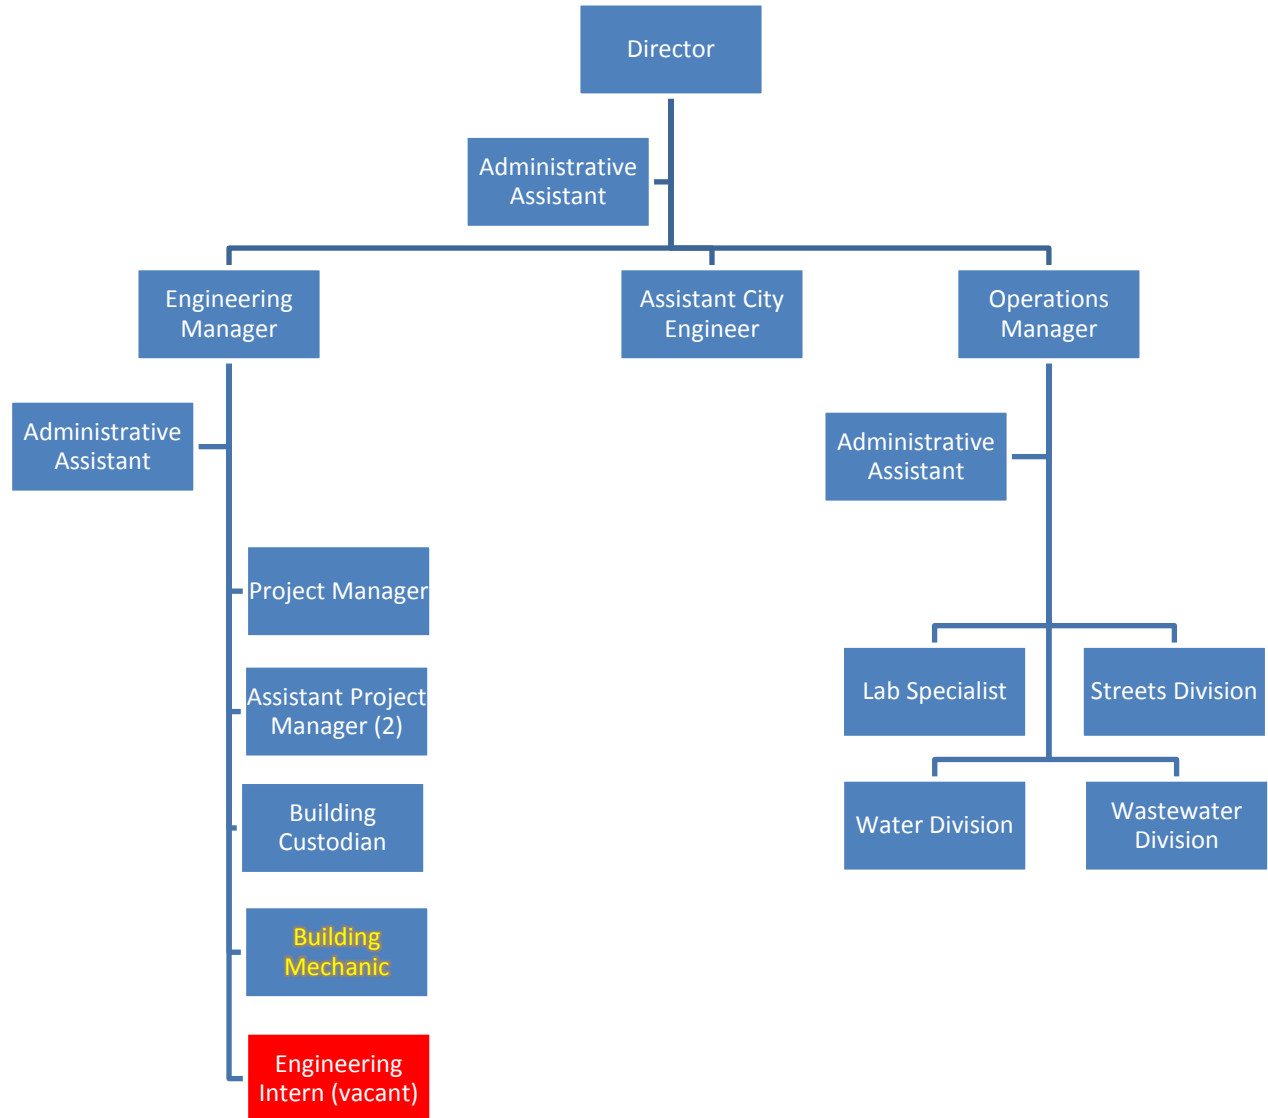 Director
Administrative
Assistant
Engineering
Manager
Assistant City
Engineer
Operations
Manager
Administrative
Assistant
Administrative
Assistant
Project Manager
Assistant Project
Manager (2)
Building
Custodian
Building
Mechanic
Engineering
Intern (vacant)
Lab Specialist
Streets Division
Water Division
Wastewater
Division